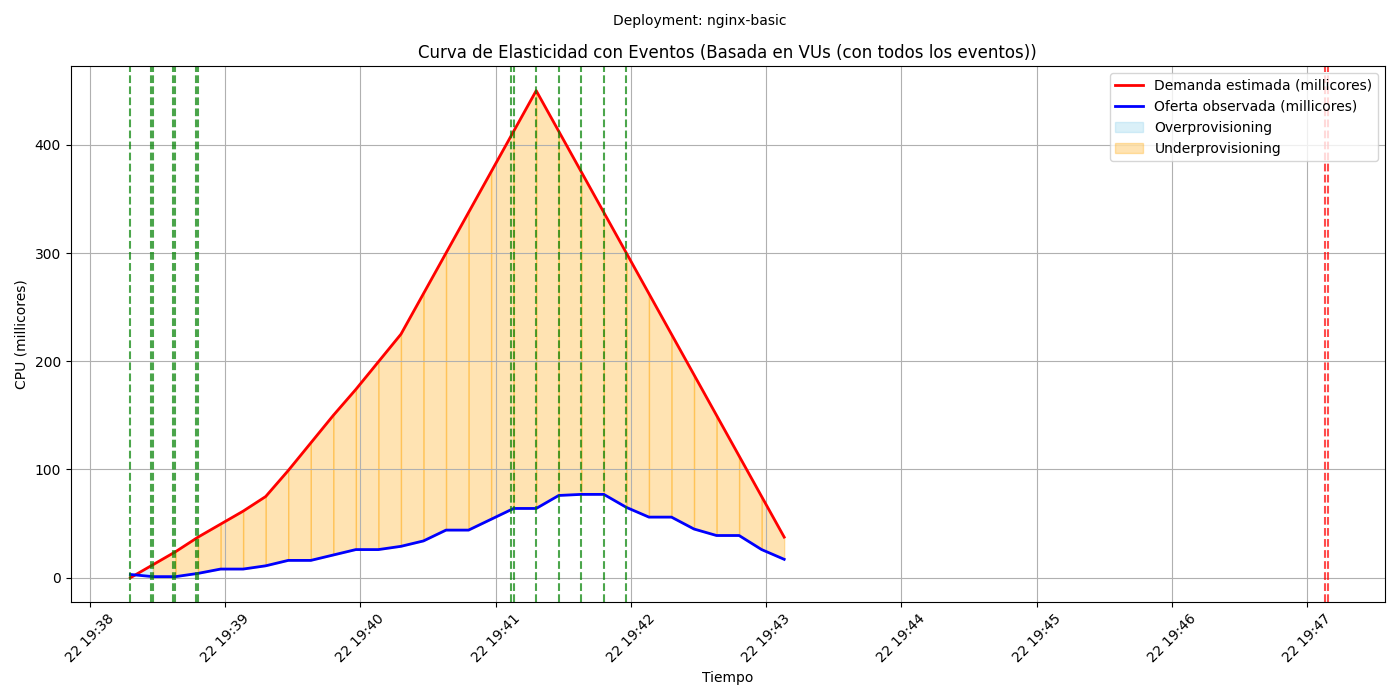 Deployment: nginx-basic
Curva de Elasticidad con Eventos (Basada en VUs (con todos los eventos))
Demanda estimada (millicores)
Oferta observada (millicores)
Overprovisioning
Underprovisioning
CPU (millicores)
400
300
200
100
0
22 19:38
22 19:39
22 19:40
22 19:41
22 19:42
22 19:43
22 19:44
22 19:45
22 19:46
22 19:47
Tiempo